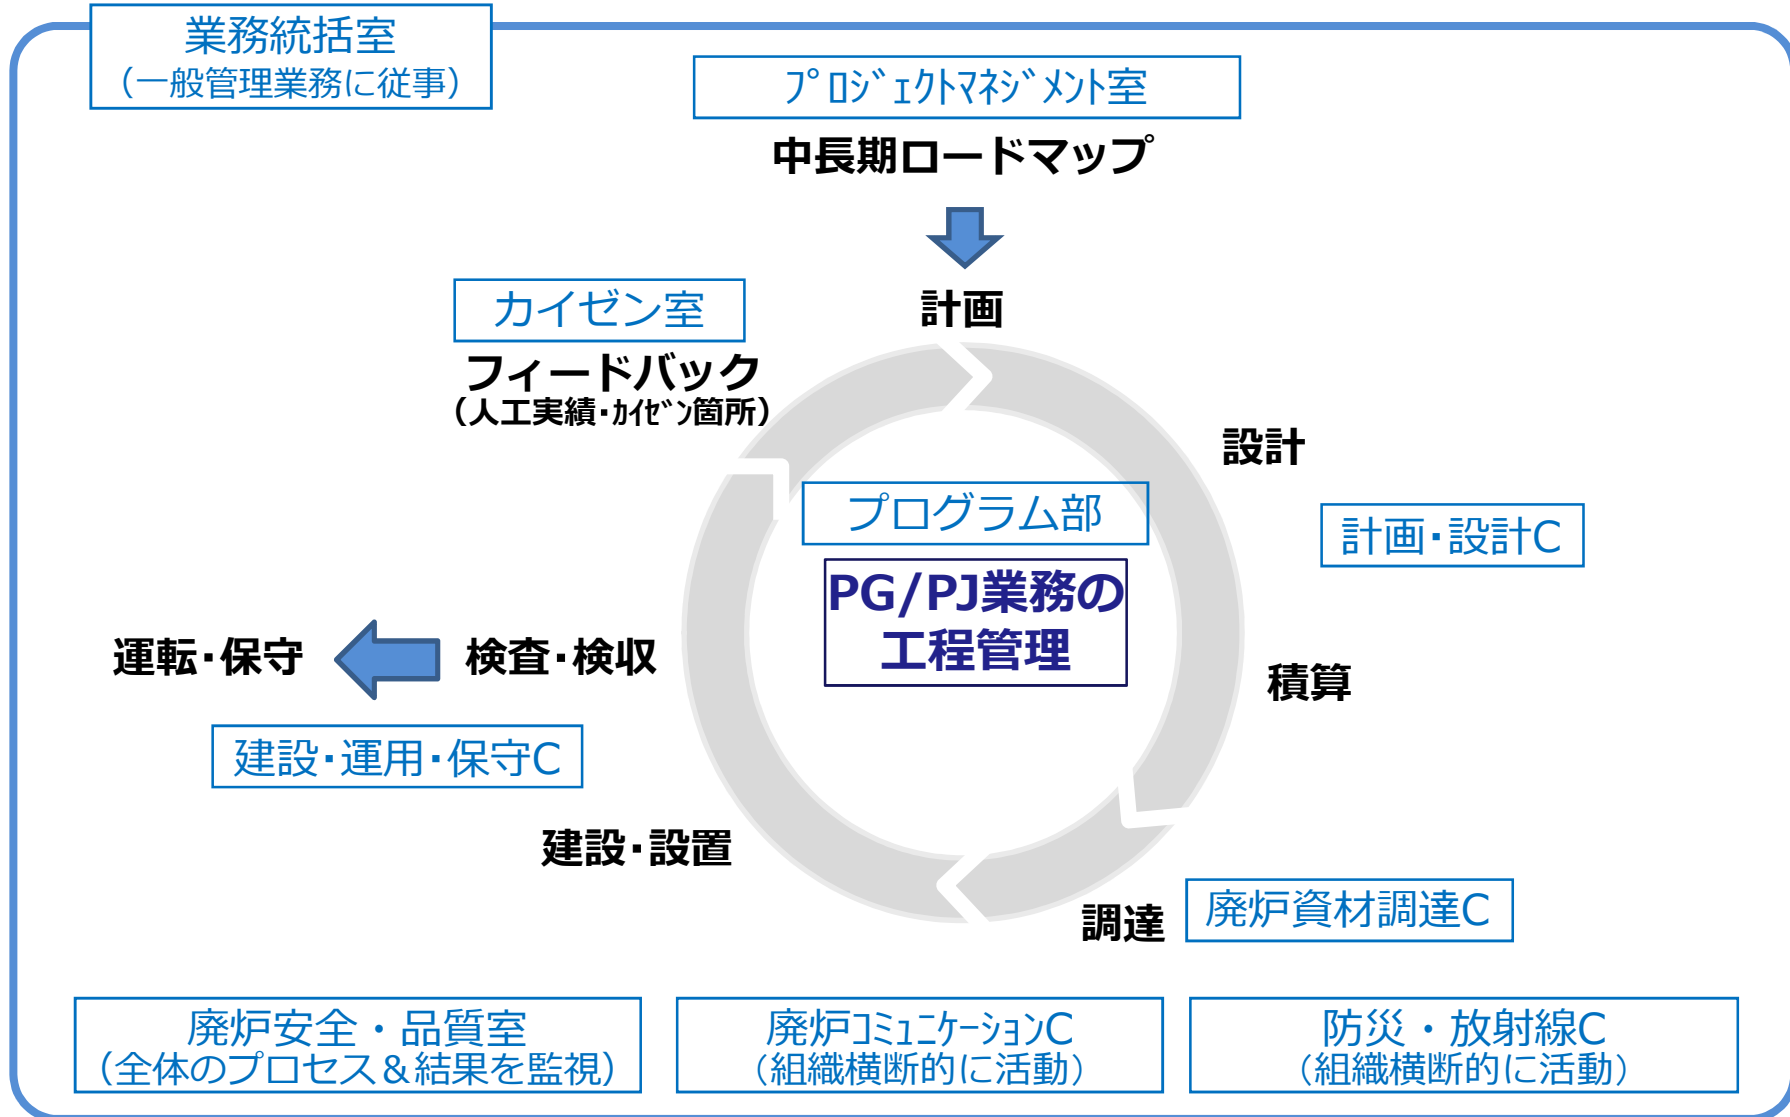 業務統括室
（一般管理業務に従事）
ﾌﾟﾛｼﾞｪｸﾄﾏﾈｼﾞﾒﾝﾄ室
中長期ロードマップ
カイゼン室
計画
フィードバック
（人工実績・ｶｲｾﾞﾝ箇所）
設計
プログラム部
計画・設計C
PG/PJ業務の
工程管理
運転・保守
検査・検収
積算
建設・運用・保守C
建設・設置
調達
廃炉資材調達C
廃炉安全・品質室
（全体のプロセス＆結果を監視）
廃炉ｺﾐｭﾆｹｰｼｮﾝC
（組織横断的に活動）
防災・放射線C
（組織横断的に活動）